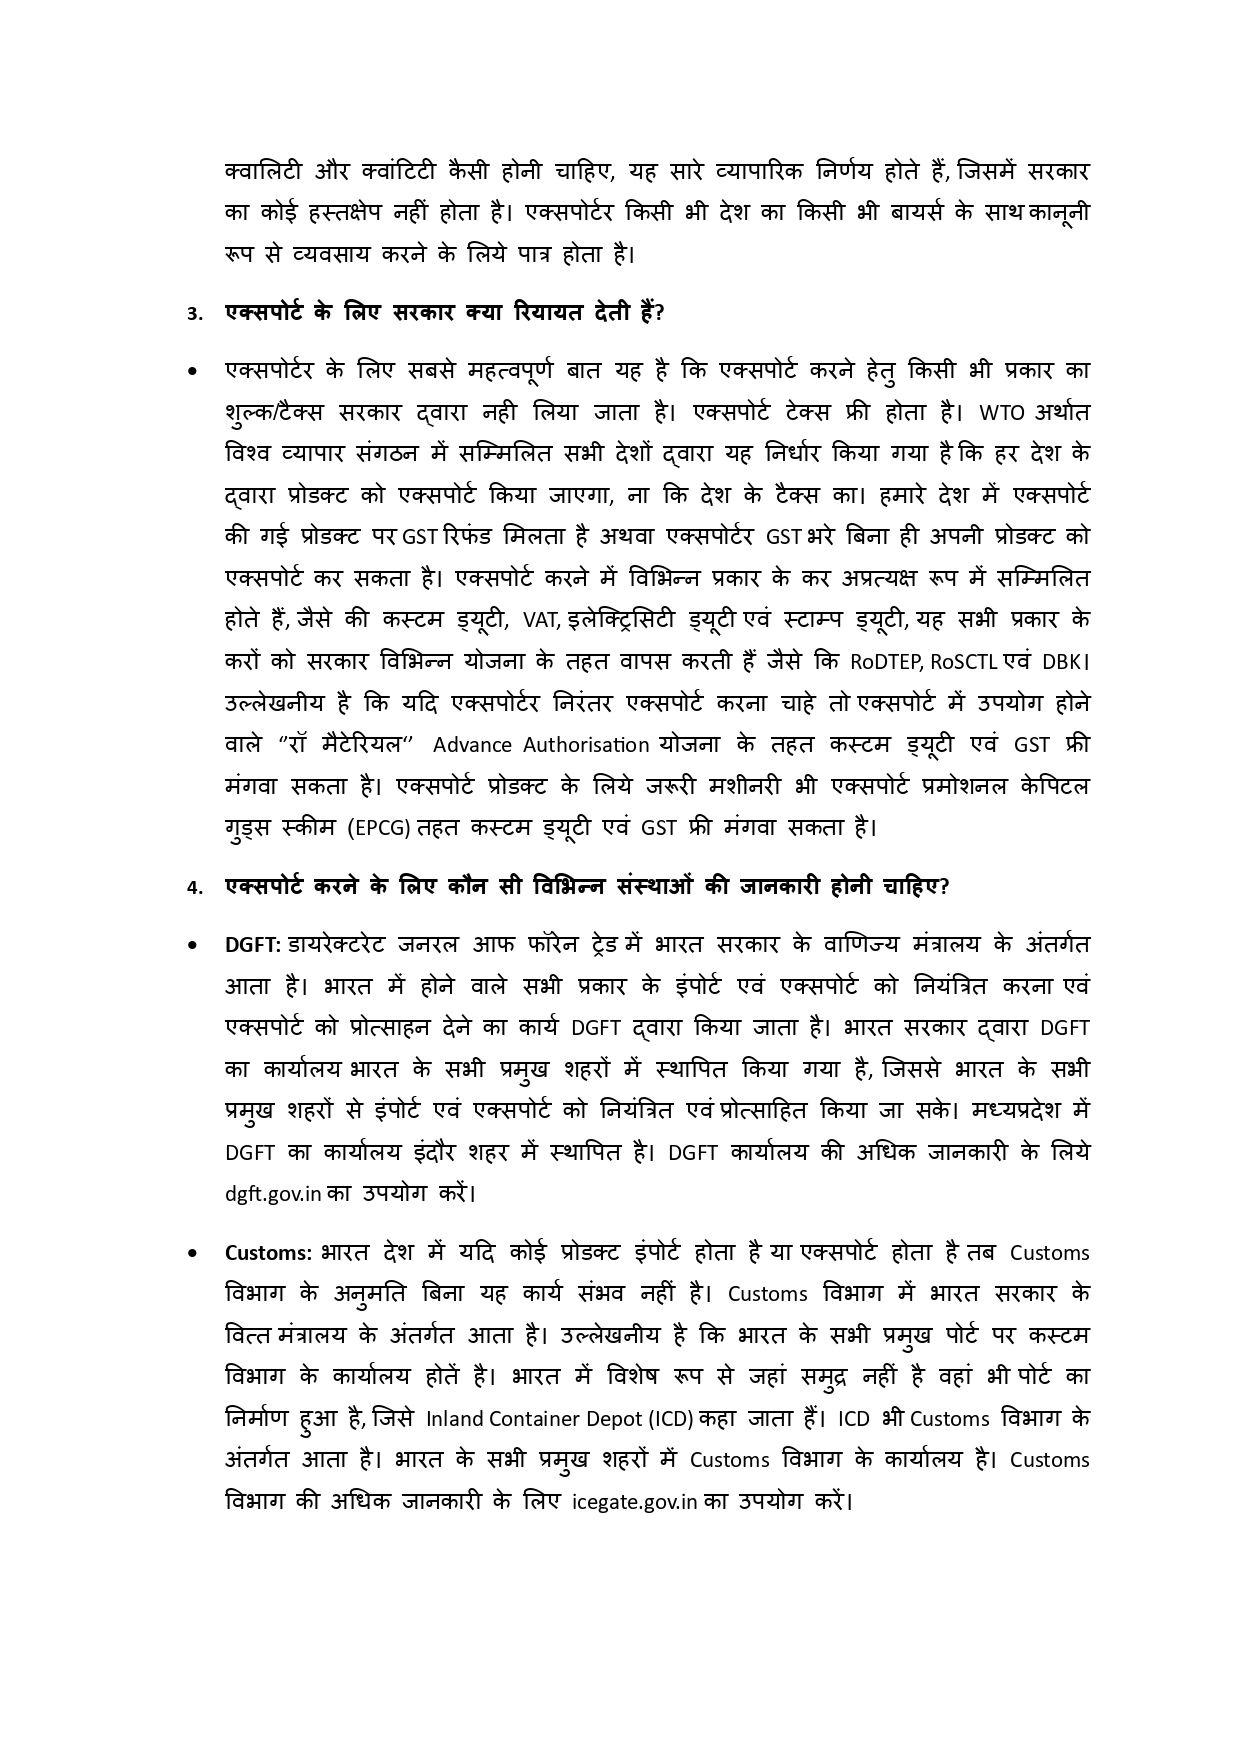 क्वालिटी और क्वांटिटी कैसी होनी चाहिए, यह सारे व्यापारिक निर्णय होते हैं, जिसमें सरकार
का कोई हस्तक्षेप नहीं होता है। एक्सपोर्टर किसी भी देश का किसी भी बायर्स के साथ कानूनी
रूप से व्यवसाय करने के लिये पात्र होता है।
3. एक्सपोर्ट के लिए सरकार क्या रियायत देती हैं?
• एक्सपोर्टर के लिए सबसे महत्वपूर्ण बात यह है कि एक्सपोर्ट करने हेतु किसी भी प्रकार का
शुल्क/टैक्स सरकार द्वारा नही लिया जाता है। एक्सपोर्ट टेक्स फ्री होता है। WTO अर्थात
विश्व व्यापार संगठन में सम्मिलित सभी देशों द्वारा यह निर्धार किया गया है कि हर देश के
द्वारा प्रोडक्ट को एक्सपोर्ट किया जाएगा, ना कि देश के टैक्स का। हमारे देश में एक्सपोर्ट
की गई प्रोडक्ट पर GST रिफंड मिलता है अथवा एक्सपोर्टर GST भरे बिना ही अपनी प्रोडक्ट को
एक्सपोर्ट कर सकता है। एक्सपोर्ट करने में विभिन्न प्रकार के कर अप्रत्यक्ष रूप में सम्मिलित
होते हैं, जैसे की कस्टम ड्यूटी, VAT, इलेक्ट्रिसिटी ड्यूटी एवं स्टाम्प ड्यूटी, यह सभी प्रकार के
करों को सरकार विभिन्न योजना के तहत वापस करती हैं जैसे कि RoDTEP, RoSCTL एवं DBK।
उल्लेखनीय है कि यदि एक्सपोर्टर निरंतर एक्सपोर्ट करना चाहे तो एक्सपोर्ट में उपयोग होने
वाले ‘’रॉ मैटेरियल‘’ Advance Authorisation योजना के तहत कस्टम ड्यूटी एवं GST फ्री
मंगवा सकता है। एक्सपोर्ट प्रोडक्ट के लिये जरूरी मशीनरी भी एक्सपोर्ट प्रमोशनल केपिटल
गुड्स स्कीम (EPCG) तहत कस्टम ड्यूटी एवं GST फ्री मंगवा सकता है।
4. एक्सपोर्ट करने के लिए कौन सी विभिन्न संस्थाओं की जानकारी होनी चाहिए?
• DGFT: डायरेक्टरेट जनरल आफ फॉरेन ट्रेड में भारत सरकार के वाणिज्य मंत्रालय के अंतर्गत
आता है। भारत में होने वाले सभी प्रकार के इंपोर्ट एवं एक्सपोर्ट को नियंत्रित करना एवं
एक्सपोर्ट को प्रोत्साहन देने का कार्य DGFT द्वारा किया जाता है। भारत सरकार द्वारा DGFT
का कार्यालय भारत के सभी प्रमुख शहरों में स्थापित किया गया है, जिससे भारत के सभी
प्रमुख शहरों से इंपोर्ट एवं एक्सपोर्ट को नियंत्रित एवं प्रोत्साहित किया जा सके। मध्यप्रदेश में
DGFT का कार्यालय इंदौर शहर में स्थापित है। DGFT कार्यालय की अधिक जानकारी के लिये
dgft.gov.in का उपयोग करें।
• Customs: भारत देश में यदि कोई प्रोडक्ट इंपोर्ट होता है या एक्सपोर्ट होता है तब Customs
विभाग के अनुमति बिना यह कार्य संभव नहीं है। Customs विभाग में भारत सरकार के
वित्त मंत्रालय के अंतर्गत आता है। उल्लेखनीय है कि भारत के सभी प्रमुख पोर्ट पर कस्टम
विभाग के कार्यालय होतें है। भारत में विशेष रूप से जहां समुद्र नहीं है वहां भी पोर्ट का
निर्माण हुआ है, जिसे Inland Container Depot (ICD) कहा जाता हैं। ICD भी Customs विभाग के
अंतर्गत आता है। भारत के सभी प्रमुख शहरों में Customs विभाग के कार्यालय है। Customs
विभाग की अधिक जानकारी के लिए icegate.gov.in का उपयोग करें।